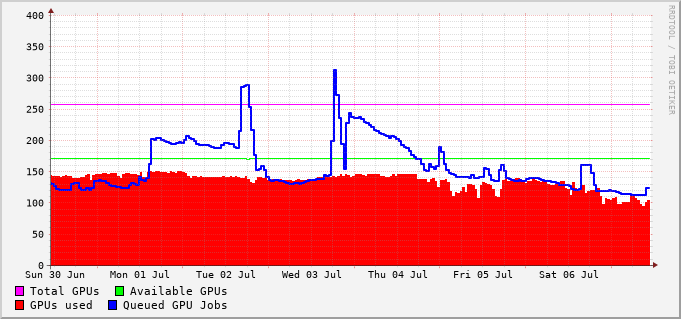 RRDTOOL / TOBI OETIKER
400
350
300
250
200
150
100
50
0
Sun 30 Jun Mon 01 Jul Tue 02 Jul Wed 03 Jul Thu 04 Jul Fri 05 Jul Sat 06 Jul
Total GPUs Available GPUs
GPUs used Queued GPU Jobs